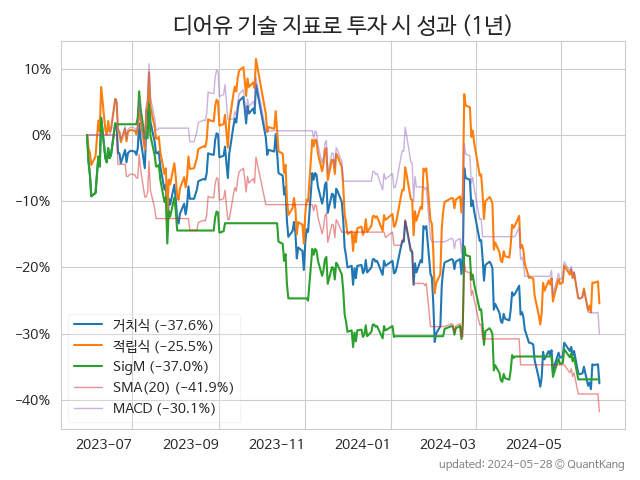 디어유 기술 지표로 투자 시 성과 (1년)
10%
0%
−10%
−20%
−30%
−40%
거치식 (−37.6%)
적립식 (−25.5%)
SigM (−37.0%)
SMA(20) (−41.9%)
MACD (−30.1%)
2023−07 2023−09 2023−11 2024−01 2024−03 2024−05
updated: 2024−05−28 ⓒ QuantKang